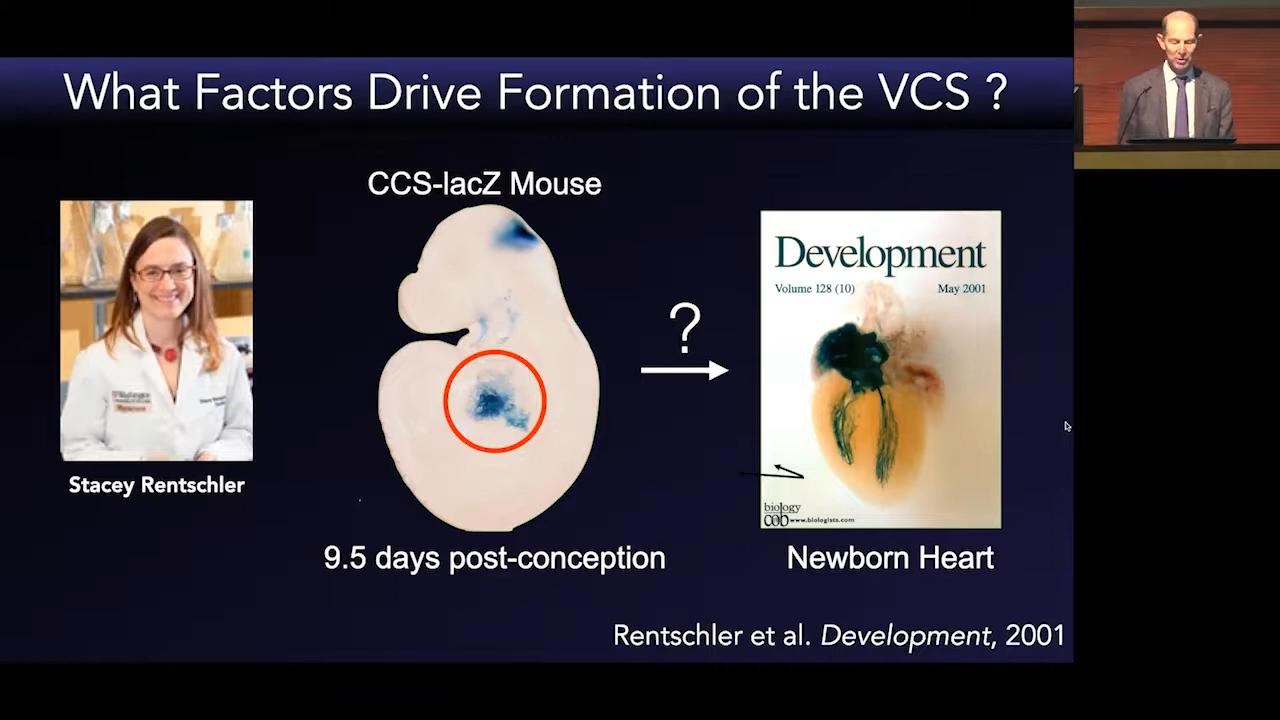 What Factors Drive Formation of the VCS ?
CCS-lacZ Mouse
Stacey Rentschler
9.5 days post-conception
?
Development
Volume 128 (10) May 2001
biology
cob www.biologists.com
Newborn Heart
Rentschler et al. Development, 2001